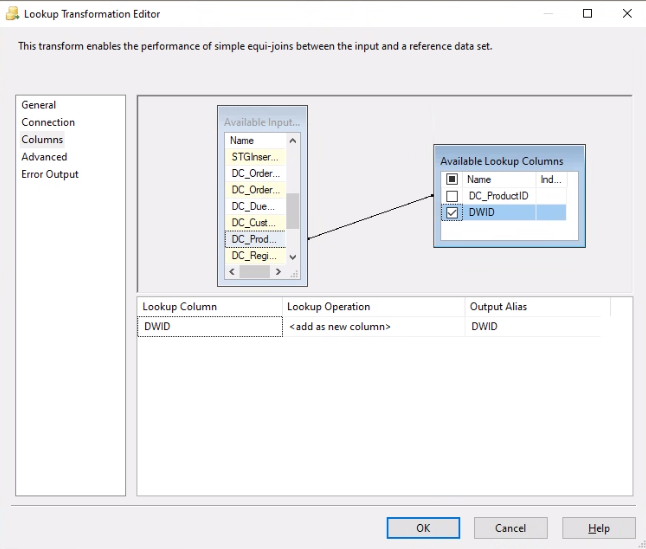 Lookup Transformation Editor
This transform enables the performance of simple equi-joins between the input and a reference data set.
General
Connection
Columns
Advanced
Error Output
Available Input...
Name
STGInser...
DC_Order...
DC_Order...
DC_Due...
DC_Cust...
DC_Prod...
DC_Regi...
Available Lookup Columns
Name Ind...
DC_ProductID
DWID
Lookup Column Lookup Operation Output Alias
DWID <add as new column> DWID
OK Cancel Help